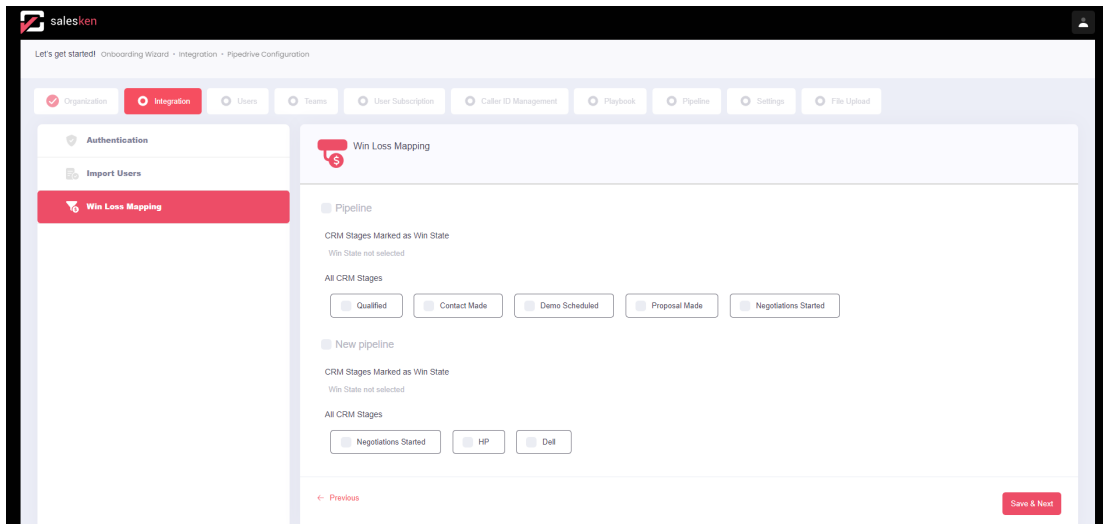 salesken
Let's get started! Onboarding Wizard • Integration • Pipedrive Configuration
Organization Integration Users Teams User Subscription Caller ID Management Playbook Pipeline Settings File Upload
Authentication
Import Users
Win Loss Mapping
Win Loss Mapping
Pipeline
CRM Stages Marked as Win State
Win State not selected
All CRM Stages
Qualified Contact Made Demo Scheduled Proposal Made Negotiations Started
New pipeline
CRM Stages Marked as Win State
Win State not selected
All CRM Stages
Negotiations Started HP Dell
← Previous
Save & Next